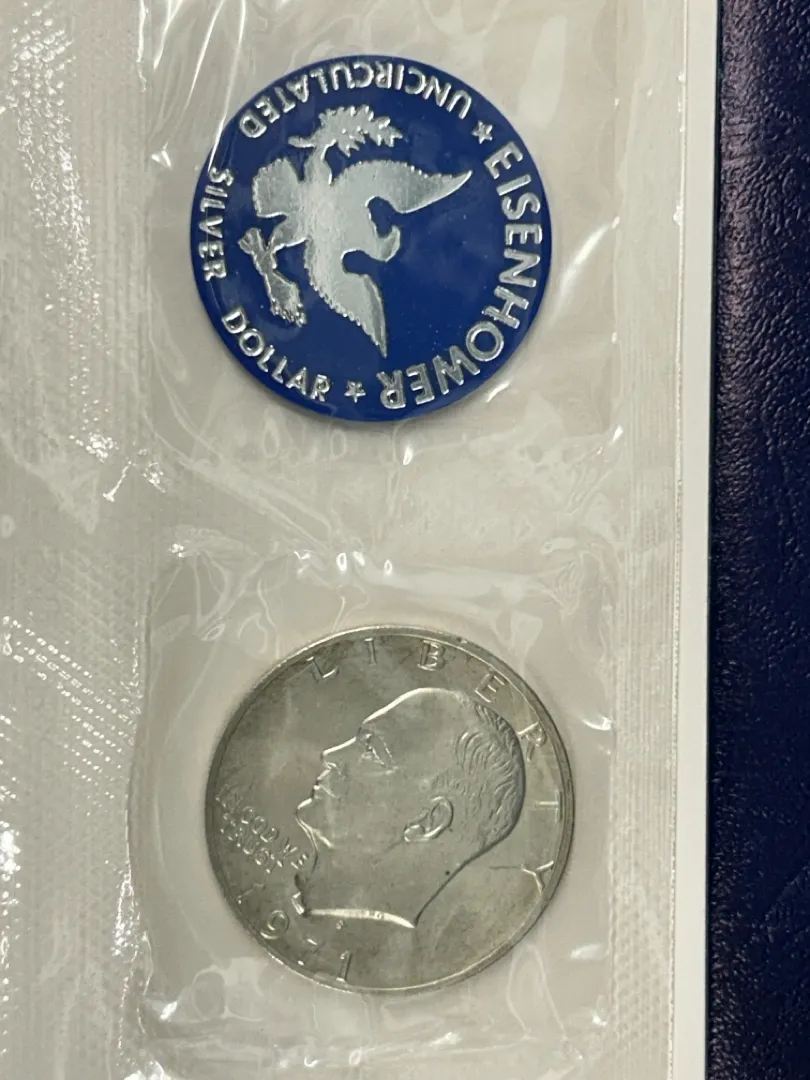 EISENHOWER
★ UNCIRCULATED
SILVER DOLLAR ★
LIBERTY
IN GOD WE
TRUST
1971